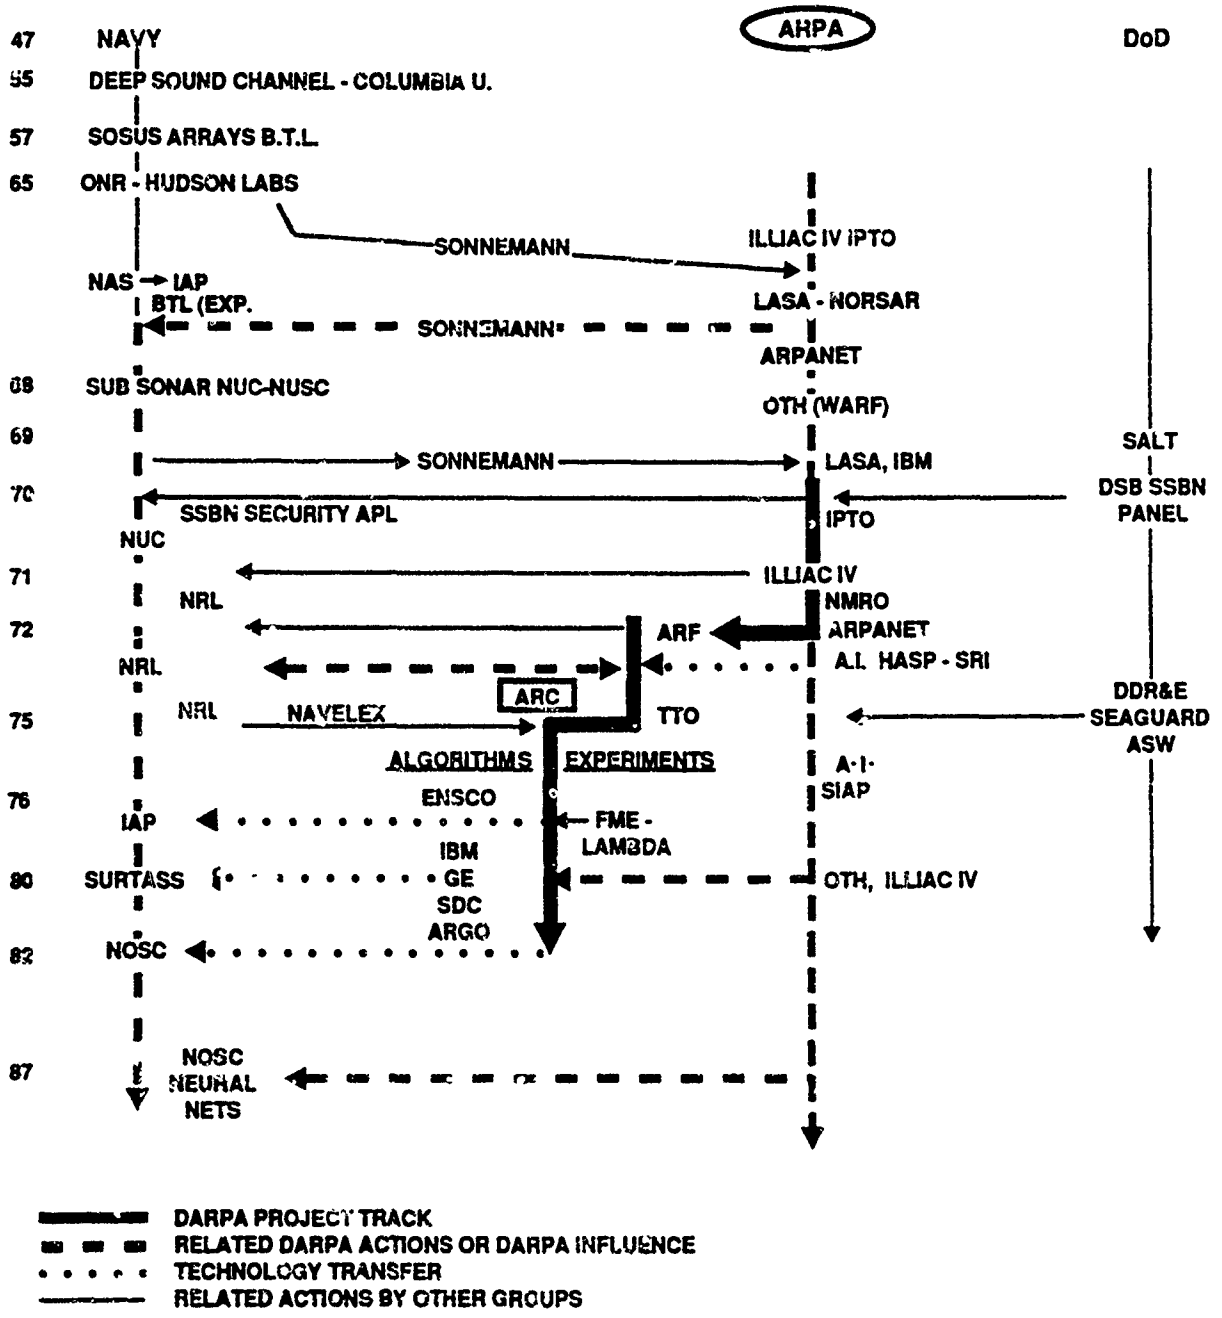 47 NAVY ARPA DoD
55 DEEP SOUND CHANNEL - COLUMBIA U.
57 SOSUS ARRAYS B.T.L.
65 ONR - HUDSON LABS
ILLIAC IV IPTO
SONNEMANN
NAS IAP
BTL (EXP.
LASA - NORSAR
SONNEMANN
ARPANET
68 SUB SONAR NUC-NUSC
OTH (WARF)
69
SALT
SONNEMANN LASA, IBM
70 DSB SSBN
PANEL
SSBN SECURITY APL IPTO
NUC
71 ILLIAC IV
NRL NMRO
72 ARF ARPANET
NRL A.I. HASP - SRI
ARC
DDR&E
SEAGUARD
ASW
75 NRL NAVELEX TTO
ALGORITHMS EXPERIMENTS
A-I-
SIAP
76 ENSCO
IAP FME -
LAMBDA
IBM
80 SURTASS GE OTH, ILLIAC IV
SDC
ARGO
82 NOSC
87 NOSC
NEURAL
NETS
DARPA PROJECT TRACK
RELATED DARPA ACTIONS OR DARPA INFLUENCE
TECHNOLOGY TRANSFER
RELATED ACTIONS BY OTHER GROUPS